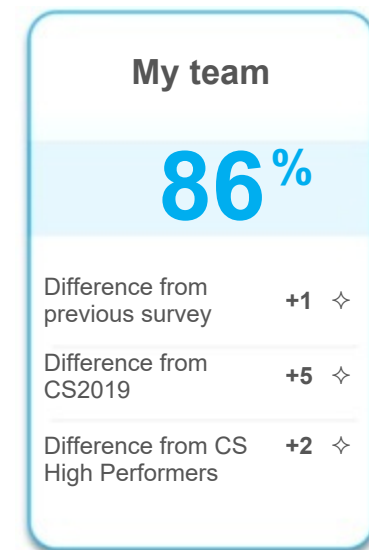 My team
86%
Difference from
previous survey
+1 ✧
Difference from
CS2019
+5 ✧
Difference from CS
High Performers
+2 ✧